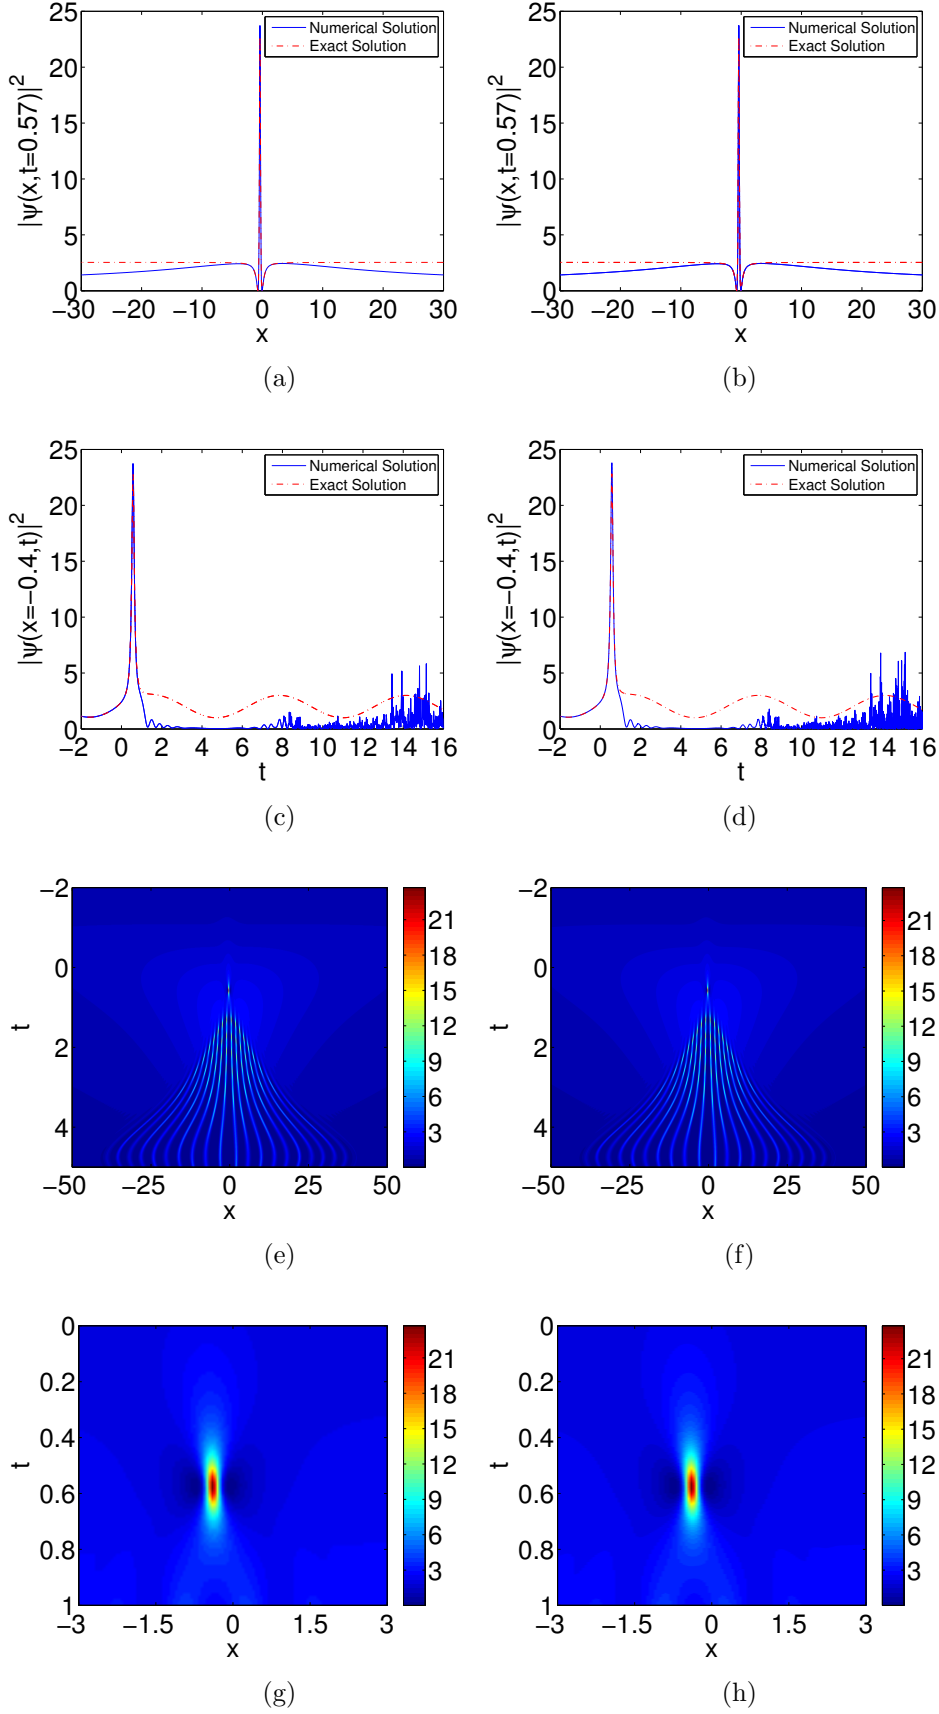 25
20
15
10
5
0
|ψ(x,t=0.57)|²
Numerical Solution
Exact Solution
−30 −20 −10 0 10 20 30
x
(a)
25
20
15
10
5
0
|ψ(x,t=0.57)|²
Numerical Solution
Exact Solution
−30 −20 −10 0 10 20 30
x
(b)
25
20
15
10
5
0
|ψ(x=−0.4,t)|²
Numerical Solution
Exact Solution
−2 0 2 4 6 8 10 12 14 16
t
(c)
25
20
15
10
5
0
|ψ(x=−0.4,t)|²
Numerical Solution
Exact Solution
−2 0 2 4 6 8 10 12 14 16
t
(d)
−2
0
2
4
t
−50 −25 0 25 50
x
21
18
15
12
9
6
3
(e)
−2
0
2
4
t
−50 −25 0 25 50
x
21
18
15
12
9
6
3
(f)
0
0.2
0.4
0.6
0.8
1
t
−3 −1.5 0 1.5 3
x
21
18
15
12
9
6
3
(g)
0
0.2
0.4
0.6
0.8
1
t
−3 −1.5 0 1.5 3
x
21
18
15
12
9
6
3
(h)